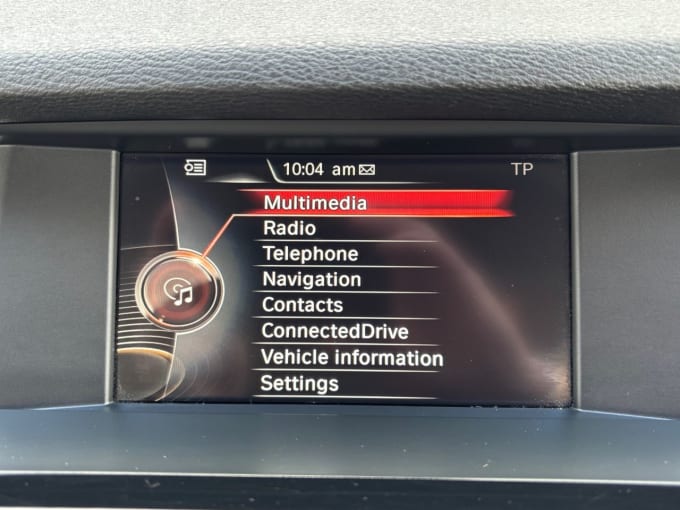 10:04 am TP
Multimedia
Radio
Telephone
Navigation
Contacts
ConnectedDrive
Vehicle information
Settings